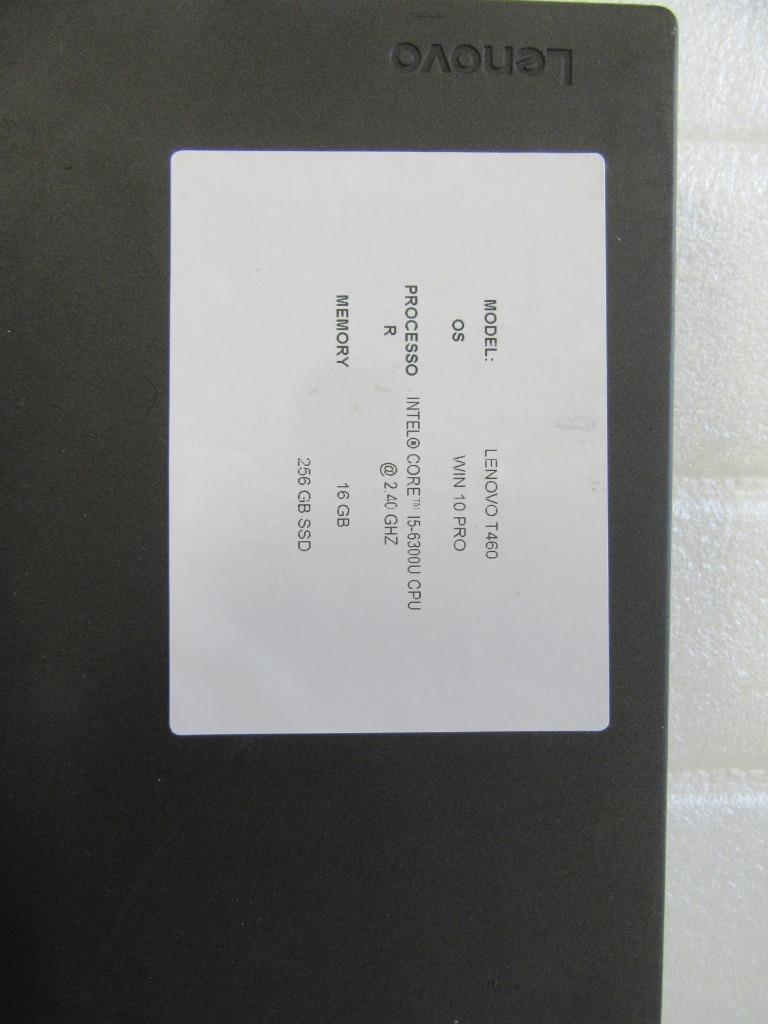 Lenovo
MODEL: LENOVO T460
OS WIN 10 PRO
PROCESSO INTEL® CORE™ I5-6300U CPU
R @ 2.40 GHZ
MEMORY 16 GB
256 GB SSD